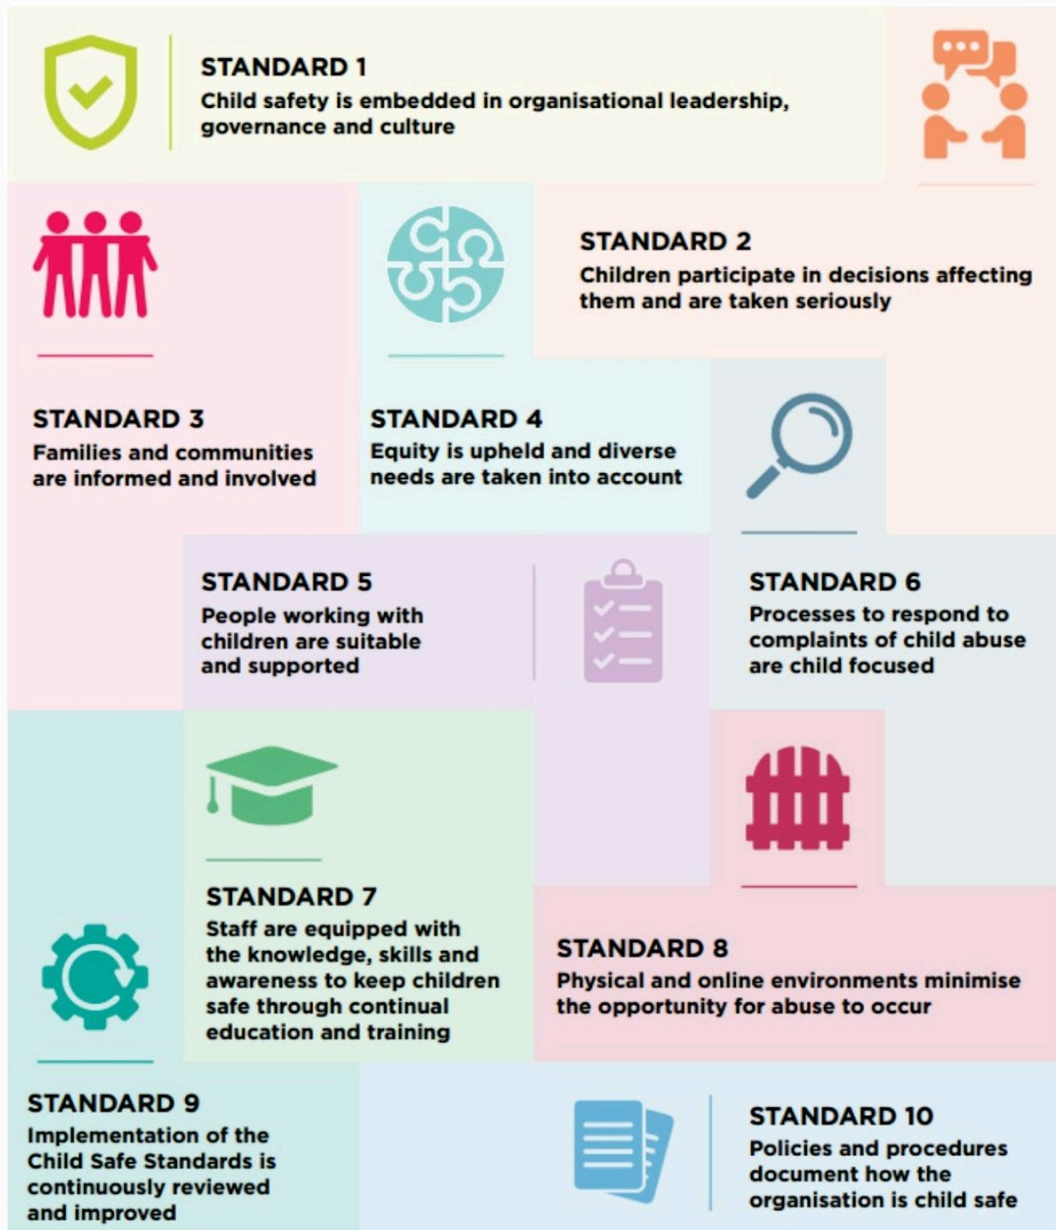 STANDARD 1
Child safety is embedded in organisational leadership,
governance and culture
STANDARD 2
Children participate in decisions affecting
them and are taken seriously
STANDARD 3
Families and communities
are informed and involved
STANDARD 4
Equity is upheld and diverse
needs are taken into account
STANDARD 5
People working with
children are suitable
and supported
STANDARD 6
Processes to respond to
complaints of child abuse
are child focused
STANDARD 7
Staff are equipped with
the knowledge, skills and
awareness to keep children
safe through continual
education and training
STANDARD 8
Physical and online environments minimise
the opportunity for abuse to occur
STANDARD 9
Implementation of the
Child Safe Standards is
continuously reviewed
and improved
STANDARD 10
Policies and procedures
document how the
organisation is child safe